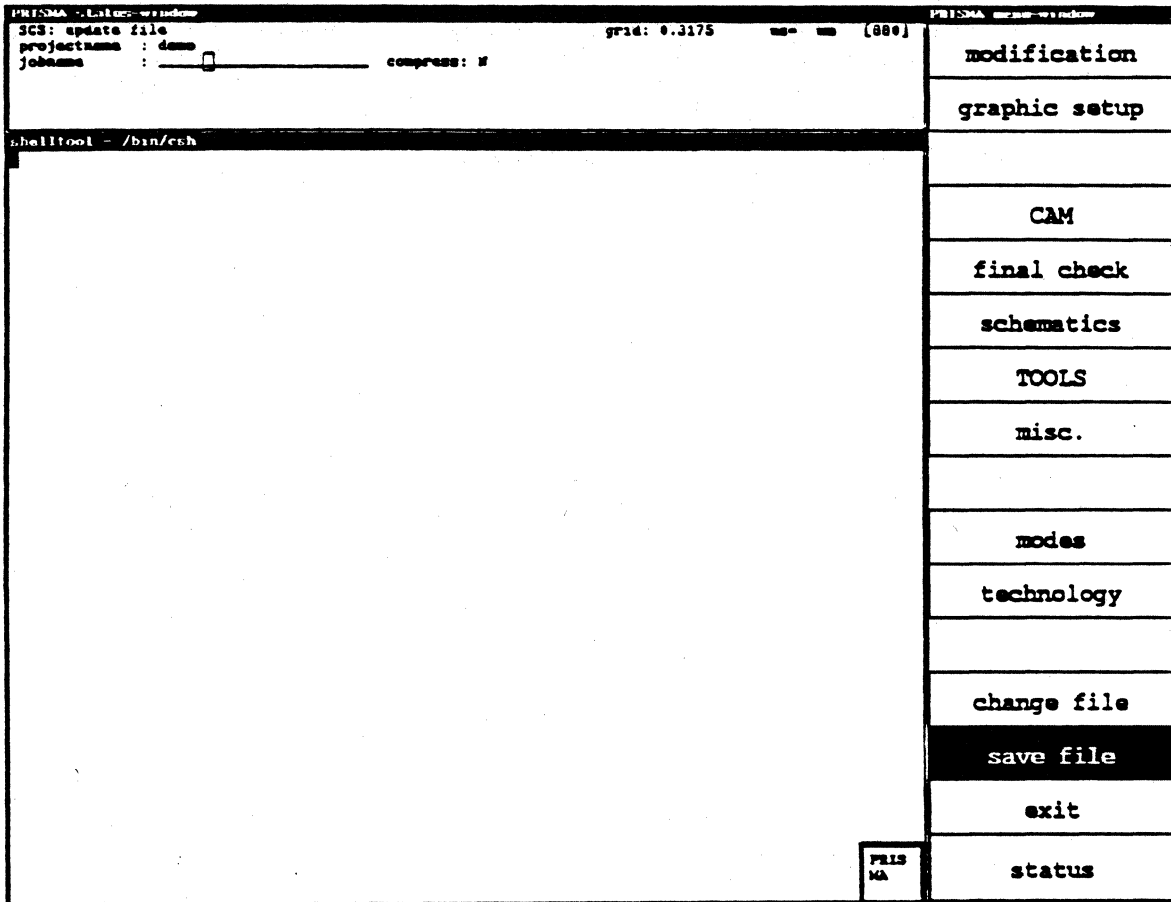 PRISMA status-window
SCS: update file grid: 0.3175 [880]
projectname : demo
jobname : compress: N
shelltool - /bin/csh
PRISMA menu-window
modification
graphic setup
CAM
final check
schematics
TOOLS
misc.
modes
technology
change file
save file
exit
status
PRIS
MA